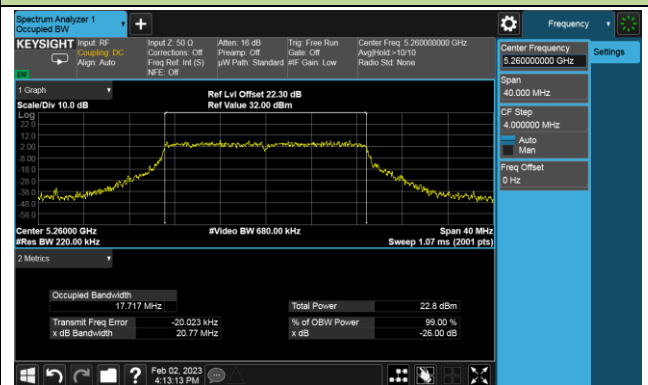 Spectrum Analyzer 1
Occupied BW
+
Frequency
KEYSIGHT
Input: RF
Coupling: DC
Align: Auto
Input Z: 50 Ω
Corrections: Off
Freq Ref: Int (S)
NFE: Off
Atten: 16 dB
Preamp: Off
µW Path: Standard
Trig: Free Run
Gate: Off
#IF Gain: Low
Center Freq: 5.260000000 GHz
Avg|Hold:>10/10
Radio Std: None
Center Frequency
5.260000000 GHz
Settings
Span
40.000 MHz
CF Step
4.000000 MHz
Auto
Man
Freq Offset
0 Hz
1 Graph
Scale/Div 10.0 dB
Ref Lvl Offset 22.30 dB
Ref Value 32.00 dBm
Log
22.0
12.0
2.00
-8.00
-18.0
-28.0
-38.0
-48.0
-58.0
Center 5.26000 GHz
#Res BW 220.00 kHz
#Video BW 680.00 kHz
Span 40 MHz
Sweep 1.07 ms (2001 pts)
2 Metrics
Occupied Bandwidth
17.717 MHz
Total Power 22.8 dBm
Transmit Freq Error -20.023 kHz
% of OBW Power 99.00 %
x dB Bandwidth 20.77 MHz
x dB -26.00 dB
?
Feb 02, 2023
4:13:13 PM